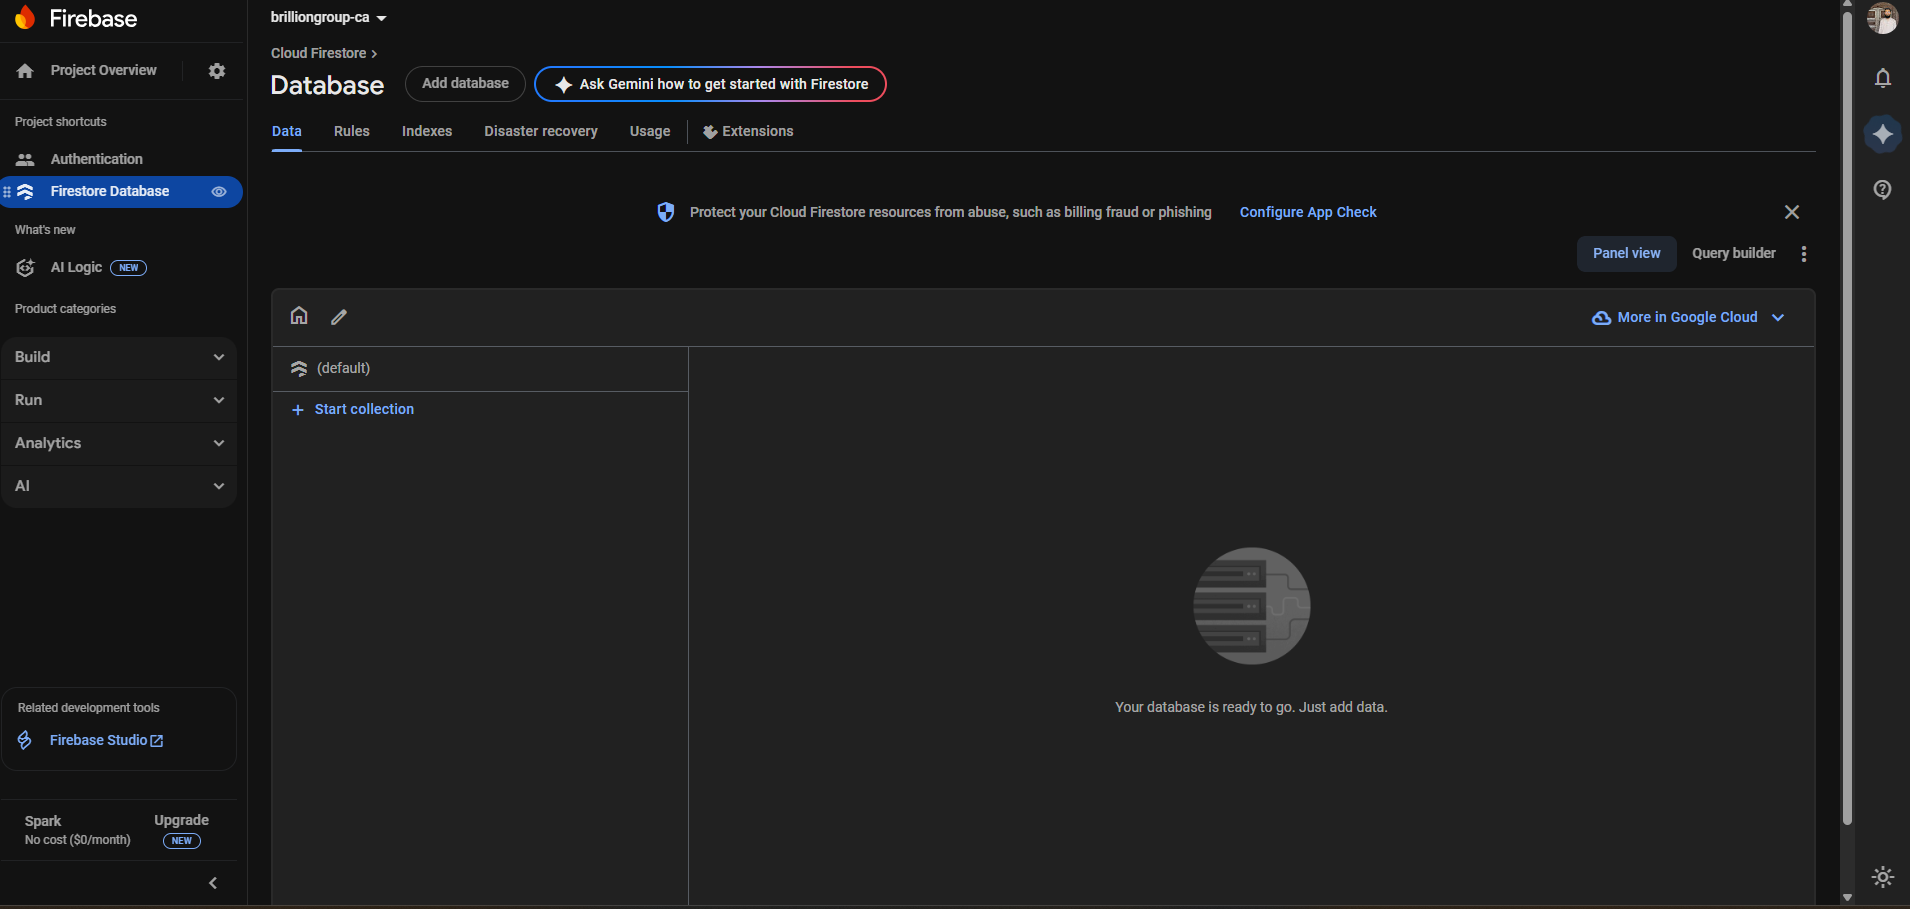 Firebase
Project Overview
Project shortcuts
Authentication
Firestore Database
What's new
AI Logic NEW
Product categories
Build
Run
Analytics
AI
Related development tools
Firebase Studio
Spark
No cost ($0/month)
Upgrade
NEW
brilliongroup-ca
Cloud Firestore
Database
Add database
Ask Gemini how to get started with Firestore
Data Rules Indexes Disaster recovery Usage Extensions
Protect your Cloud Firestore resources from abuse, such as billing fraud or phishing Configure App Check
Panel view Query builder
More in Google Cloud
(default)
Start collection
Your database is ready to go. Just add data.